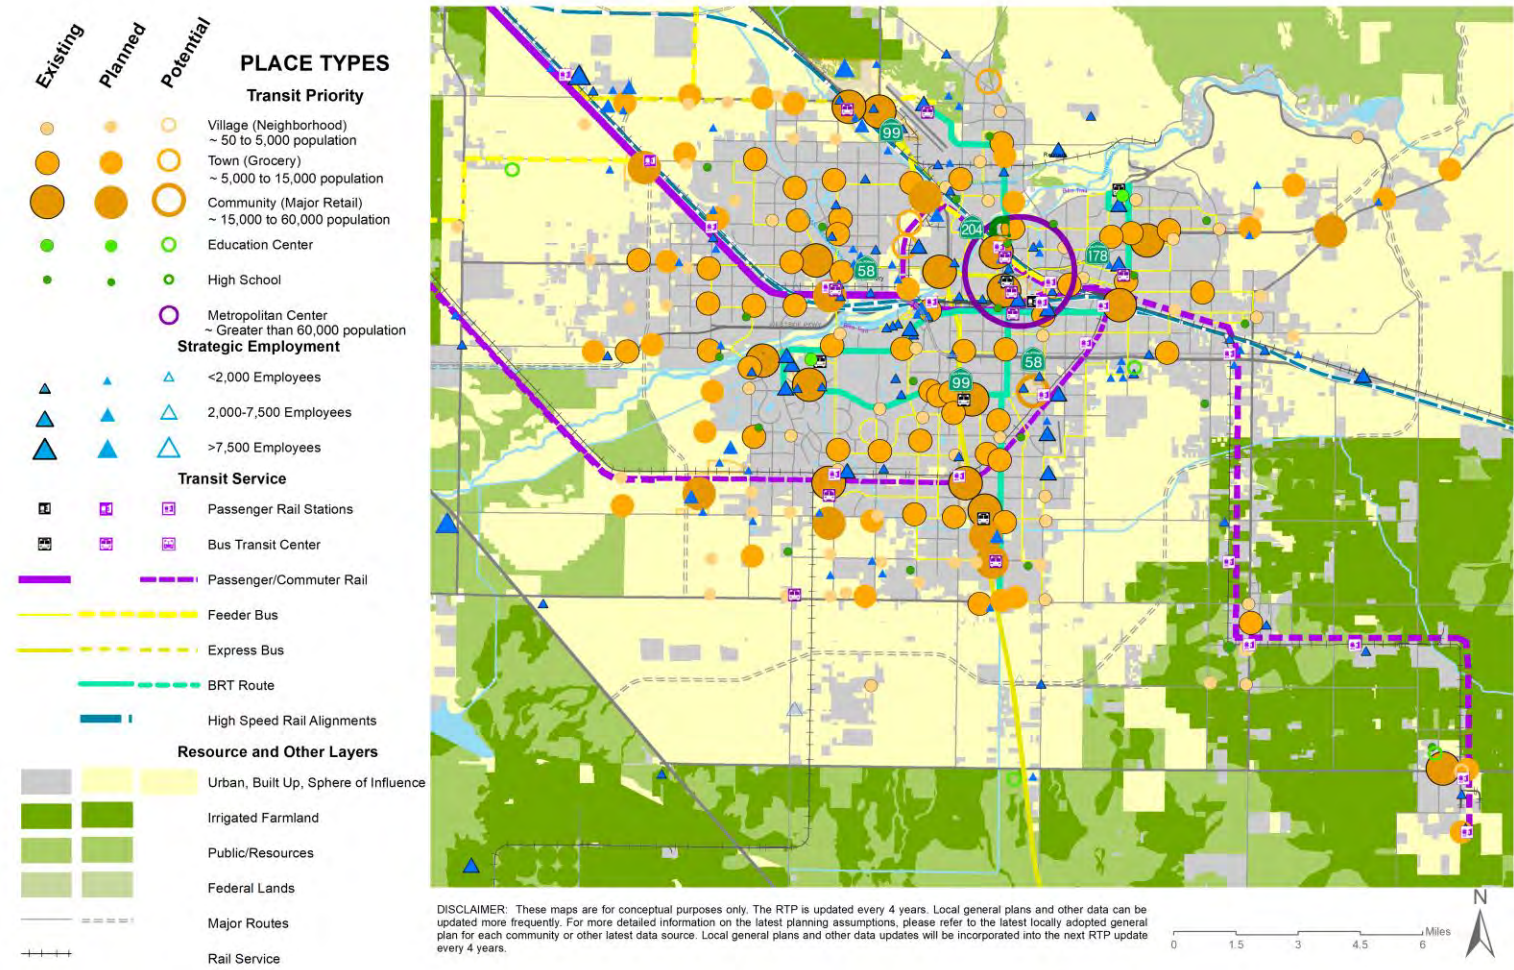 Existing
Planned
Potential
PLACE TYPES
Transit Priority
Village (Neighborhood)
~ 50 to 5,000 population
Town (Grocery)
~ 5,000 to 15,000 population
Community (Major Retail)
~ 15,000 to 60,000 population
Education Center
High School
Metropolitan Center
~ Greater than 60,000 population
Strategic Employment
<2,000 Employees
2,000-7,500 Employees
>7,500 Employees
Transit Service
Passenger Rail Stations
Bus Transit Center
Passenger/Commuter Rail
Feeder Bus
Express Bus
BRT Route
High Speed Rail Alignments
Resource and Other Layers
Urban, Built Up, Sphere of Influence
Irrigated Farmland
Public/Resources
Federal Lands
Major Routes
Rail Service
99
204
178
58
58
99
DISCLAIMER: These maps are for conceptual purposes only. The RTP is updated every 4 years. Local general plans and other data can be
updated more frequently. For more detailed information on the latest planning assumptions, please refer to the latest locally adopted general
plan for each community or other latest data source. Local general plans and other data updates will be incorporated into the next RTP update
every 4 years.
N
Miles
0 1.5 3 4.5 6